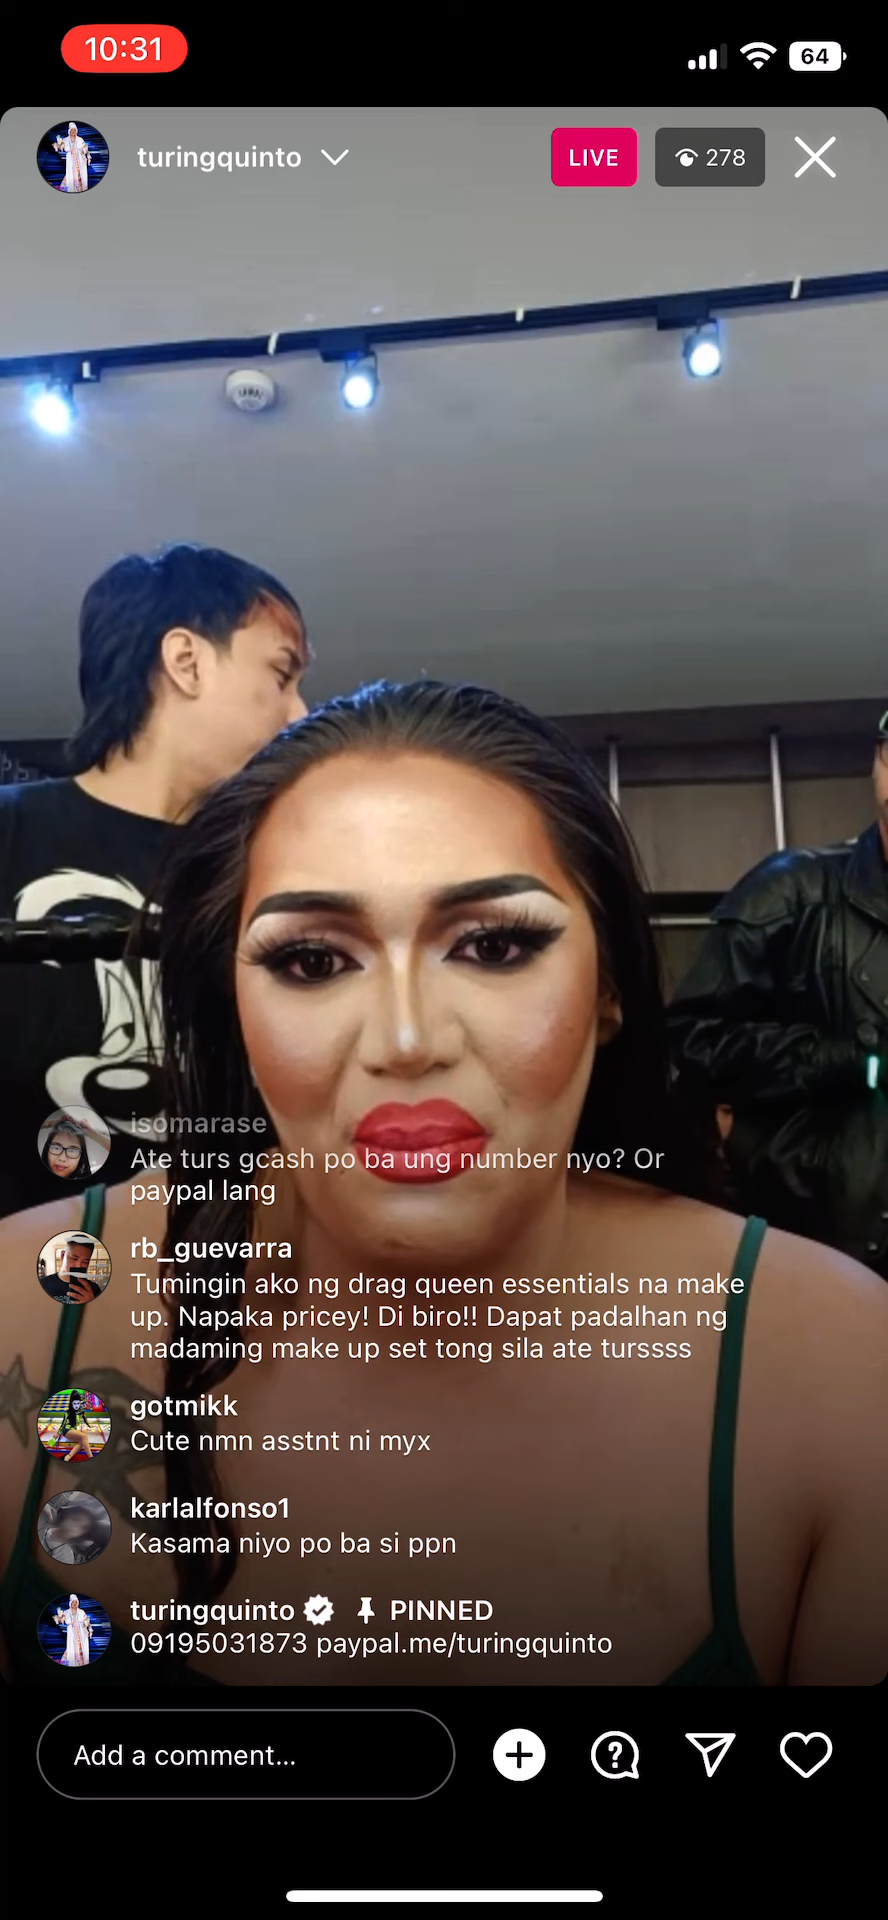 10:31
64
turingquinto
LIVE
278
isomarase
Ate turs gcash po ba ung number nyo? Or
paypal lang
rb_guevarra
Tumingin ako ng drag queen essentials na make
up. Napaka pricey! Di biro!! Dapat padalhan ng
madaming make up set tong sila ate turssss
gotmikk
Cute nmn asstnt ni myx
karlalfonso1
Kasama niyo po ba si ppn
turingquinto PINNED
09195031873 paypal.me/turingquinto
Add a comment...